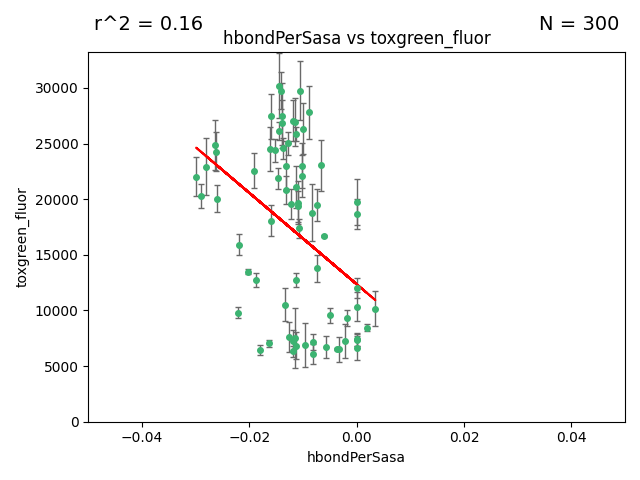 r^2 = 0.16
N = 300
hbondPerSasa vs toxgreen_fluor
30000
25000
20000
15000
10000
5000
0
toxgreen_fluor
−0.04
−0.02
0.00
0.02
0.04
hbondPerSasa